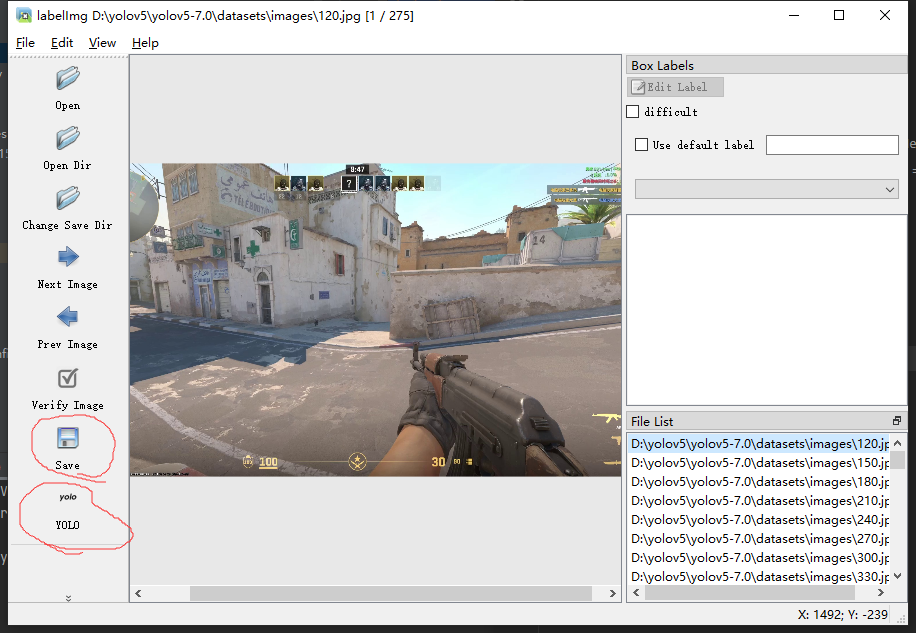 labelImg D:\yolov5\yolov5-7.0\datasets\images\120.jpg [1 / 275]
File Edit View Help
Open
Open Dir
Change Save Dir
Next Image
Prev Image
Verify Image
Save
yolo
YOLO
8:47
?
14
100
30
Box Labels
Edit Label
difficult
Use default label
File List
D:\yolov5\yolov5-7.0\datasets\images\120.jp
D:\yolov5\yolov5-7.0\datasets\images\150.jp
D:\yolov5\yolov5-7.0\datasets\images\180.jp
D:\yolov5\yolov5-7.0\datasets\images\210.jp
D:\yolov5\yolov5-7.0\datasets\images\240.jp
D:\yolov5\yolov5-7.0\datasets\images\270.jp
D:\yolov5\yolov5-7.0\datasets\images\300.jp
D:\yolov5\yolov5-7.0\datasets\images\330.jp
X: 1492; Y: -239